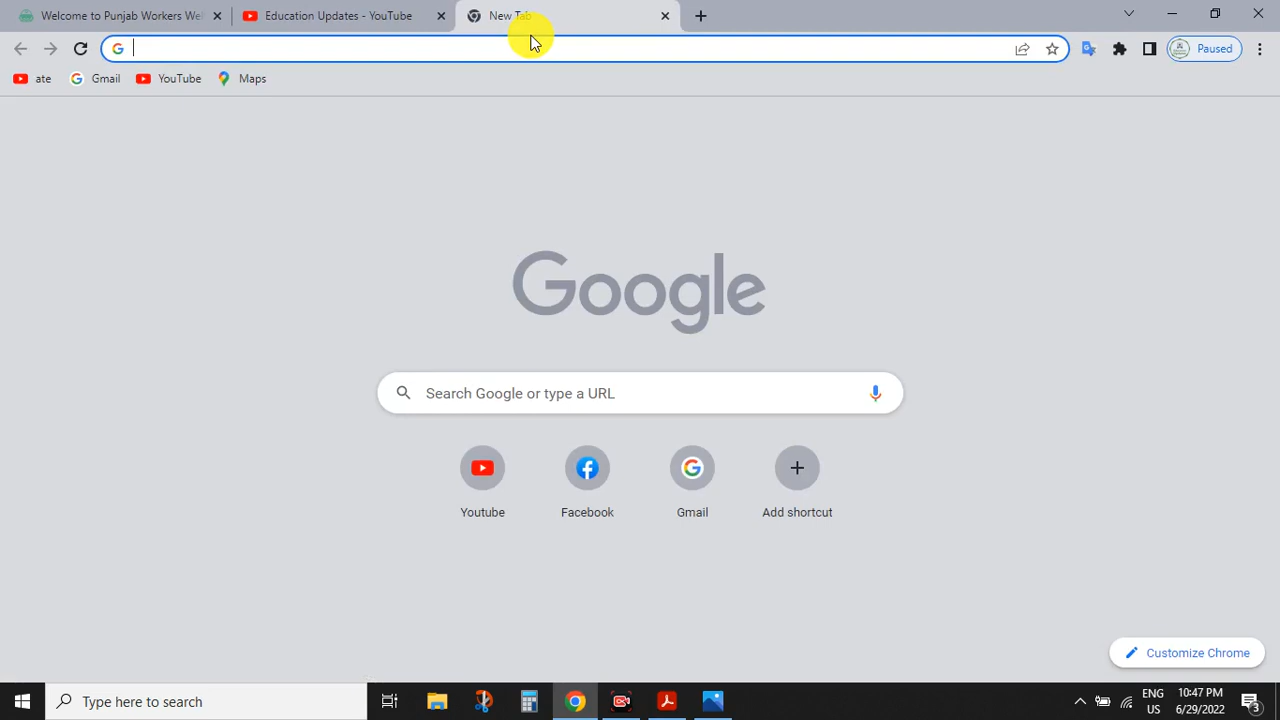 Welcome to Punjab Workers Wel
Education Updates - YouTube
New Tab
Paused
ate
Gmail
YouTube
Maps
Google
Search Google or type a URL
Youtube
Facebook
Gmail
Add shortcut
Customize Chrome
Type here to search
ENG
US
10:47 PM
6/29/2022
3